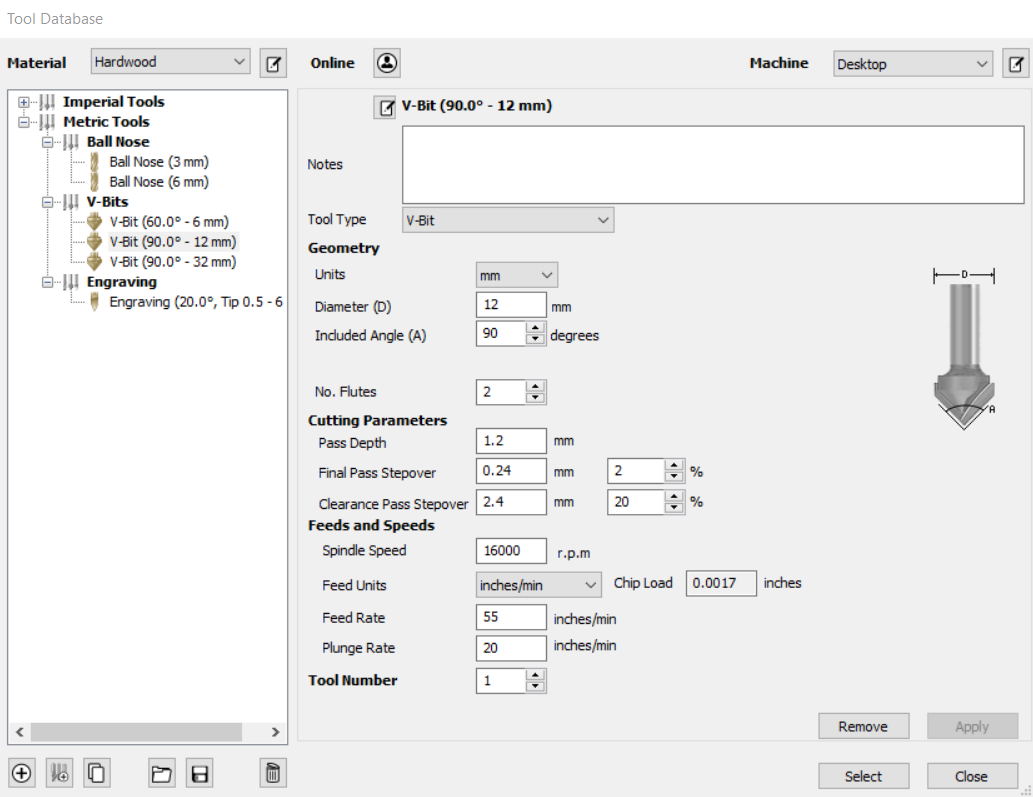 Tool Database
Material Hardwood Online Machine Desktop
Imperial Tools
Metric Tools
Ball Nose
Ball Nose (3 mm)
Ball Nose (6 mm)
V-Bits
V-Bit (60.0° - 6 mm)
V-Bit (90.0° - 12 mm)
V-Bit (90.0° - 32 mm)
Engraving
Engraving (20.0°, Tip 0.5 - 6
V-Bit (90.0° - 12 mm)
Notes
Tool Type V-Bit
Geometry
Units mm
Diameter (D) 12 mm
Included Angle (A) 90 degrees
No. Flutes 2
D
A
Cutting Parameters
Pass Depth 1.2 mm
Final Pass Stepover 0.24 mm 2 %
Clearance Pass Stepover 2.4 mm 20 %
Feeds and Speeds
Spindle Speed 16000 r.p.m
Feed Units inches/min Chip Load 0.0017 inches
Feed Rate 55 inches/min
Plunge Rate 20 inches/min
Tool Number 1
Remove Apply
Select Close